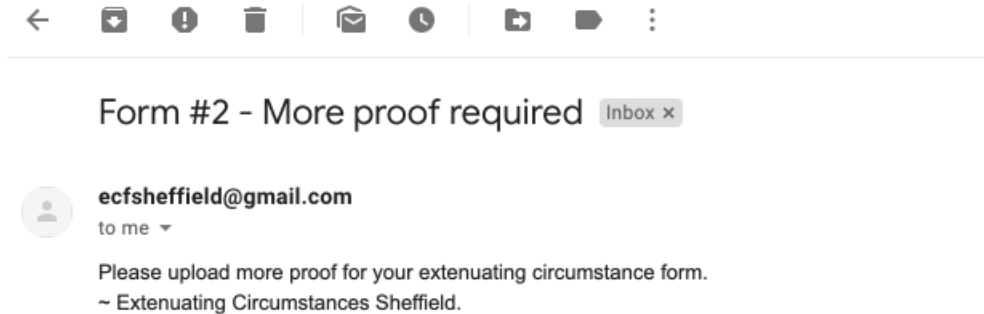 Form #2 - More proof required Inbox ×
ecfsheffield@gmail.com
to me
Please upload more proof for your extenuating circumstance form.
~ Extenuating Circumstances Sheffield.